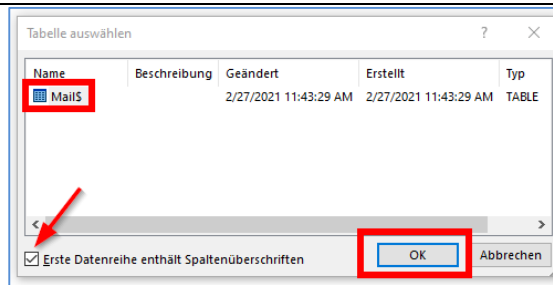 Tabelle auswählen ? ×
Name Beschreibung Geändert Erstellt Typ
Mail$ 2/27/2021 11:43:29 AM 2/27/2021 11:43:29 AM TABLE
< >
Erste Datenreihe enthält Spaltenüberschriften OK Abbrechen